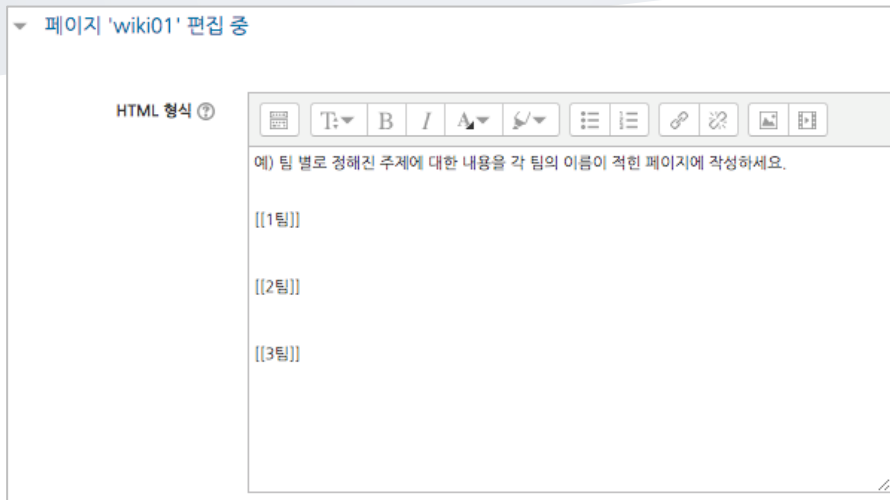 페이지 'wiki01' 편집 중
HTML 형식
예) 팀 별로 정해진 주제에 대한 내용을 각 팀의 이름이 적힌 페이지에 작성하세요.
[[1팀]]
[[2팀]]
[[3팀]]